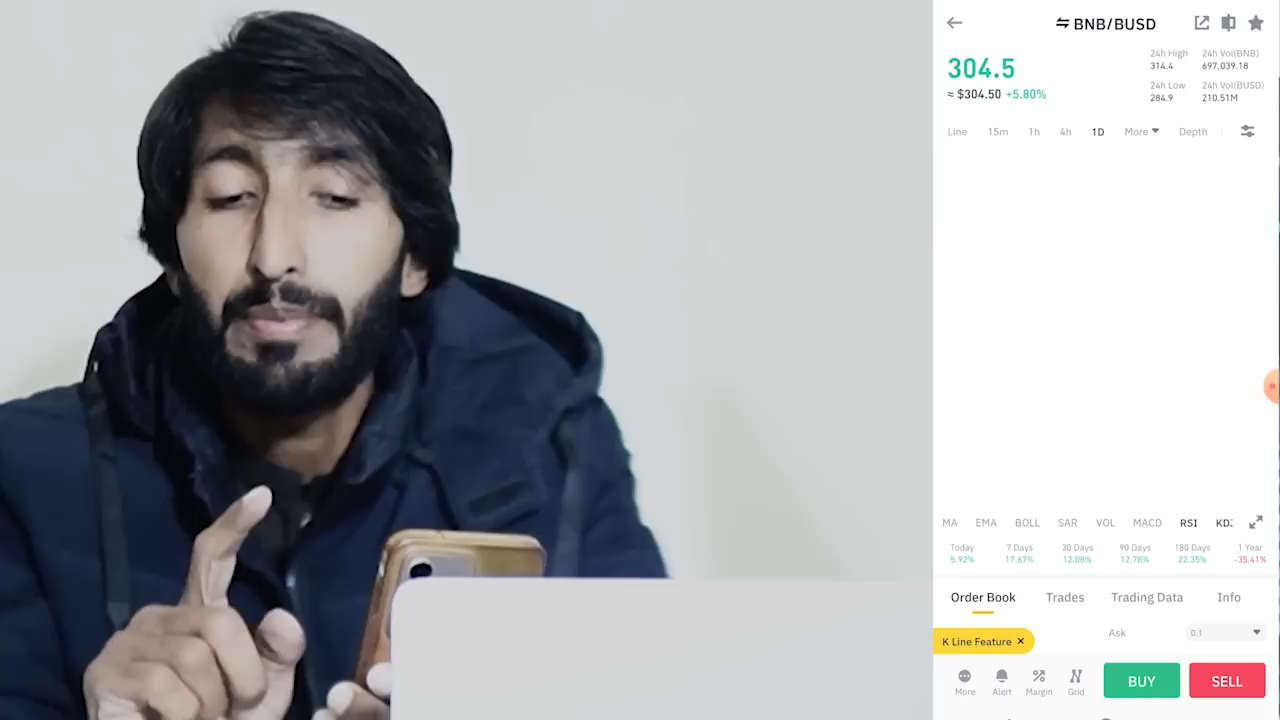 BNB/BUSD
304.5
≈ $304.50 +5.80%
24h High
314.4
24h Vol(BNB)
697,039.18
24h Low
284.9
24h Vol(BUSD)
210.51M
Line 15m 1h 4h 1D More Depth
MA EMA BOLL SAR VOL MACD RSI KDJ
Today 7 Days 30 Days 90 Days 180 Days 1 Year
5.92% 17.67% 12.08% 12.78% 22.35% -35.41%
Order Book Trades Trading Data Info
K Line Feature ×
Ask 0.1
More Alert Margin Grid
BUY SELL